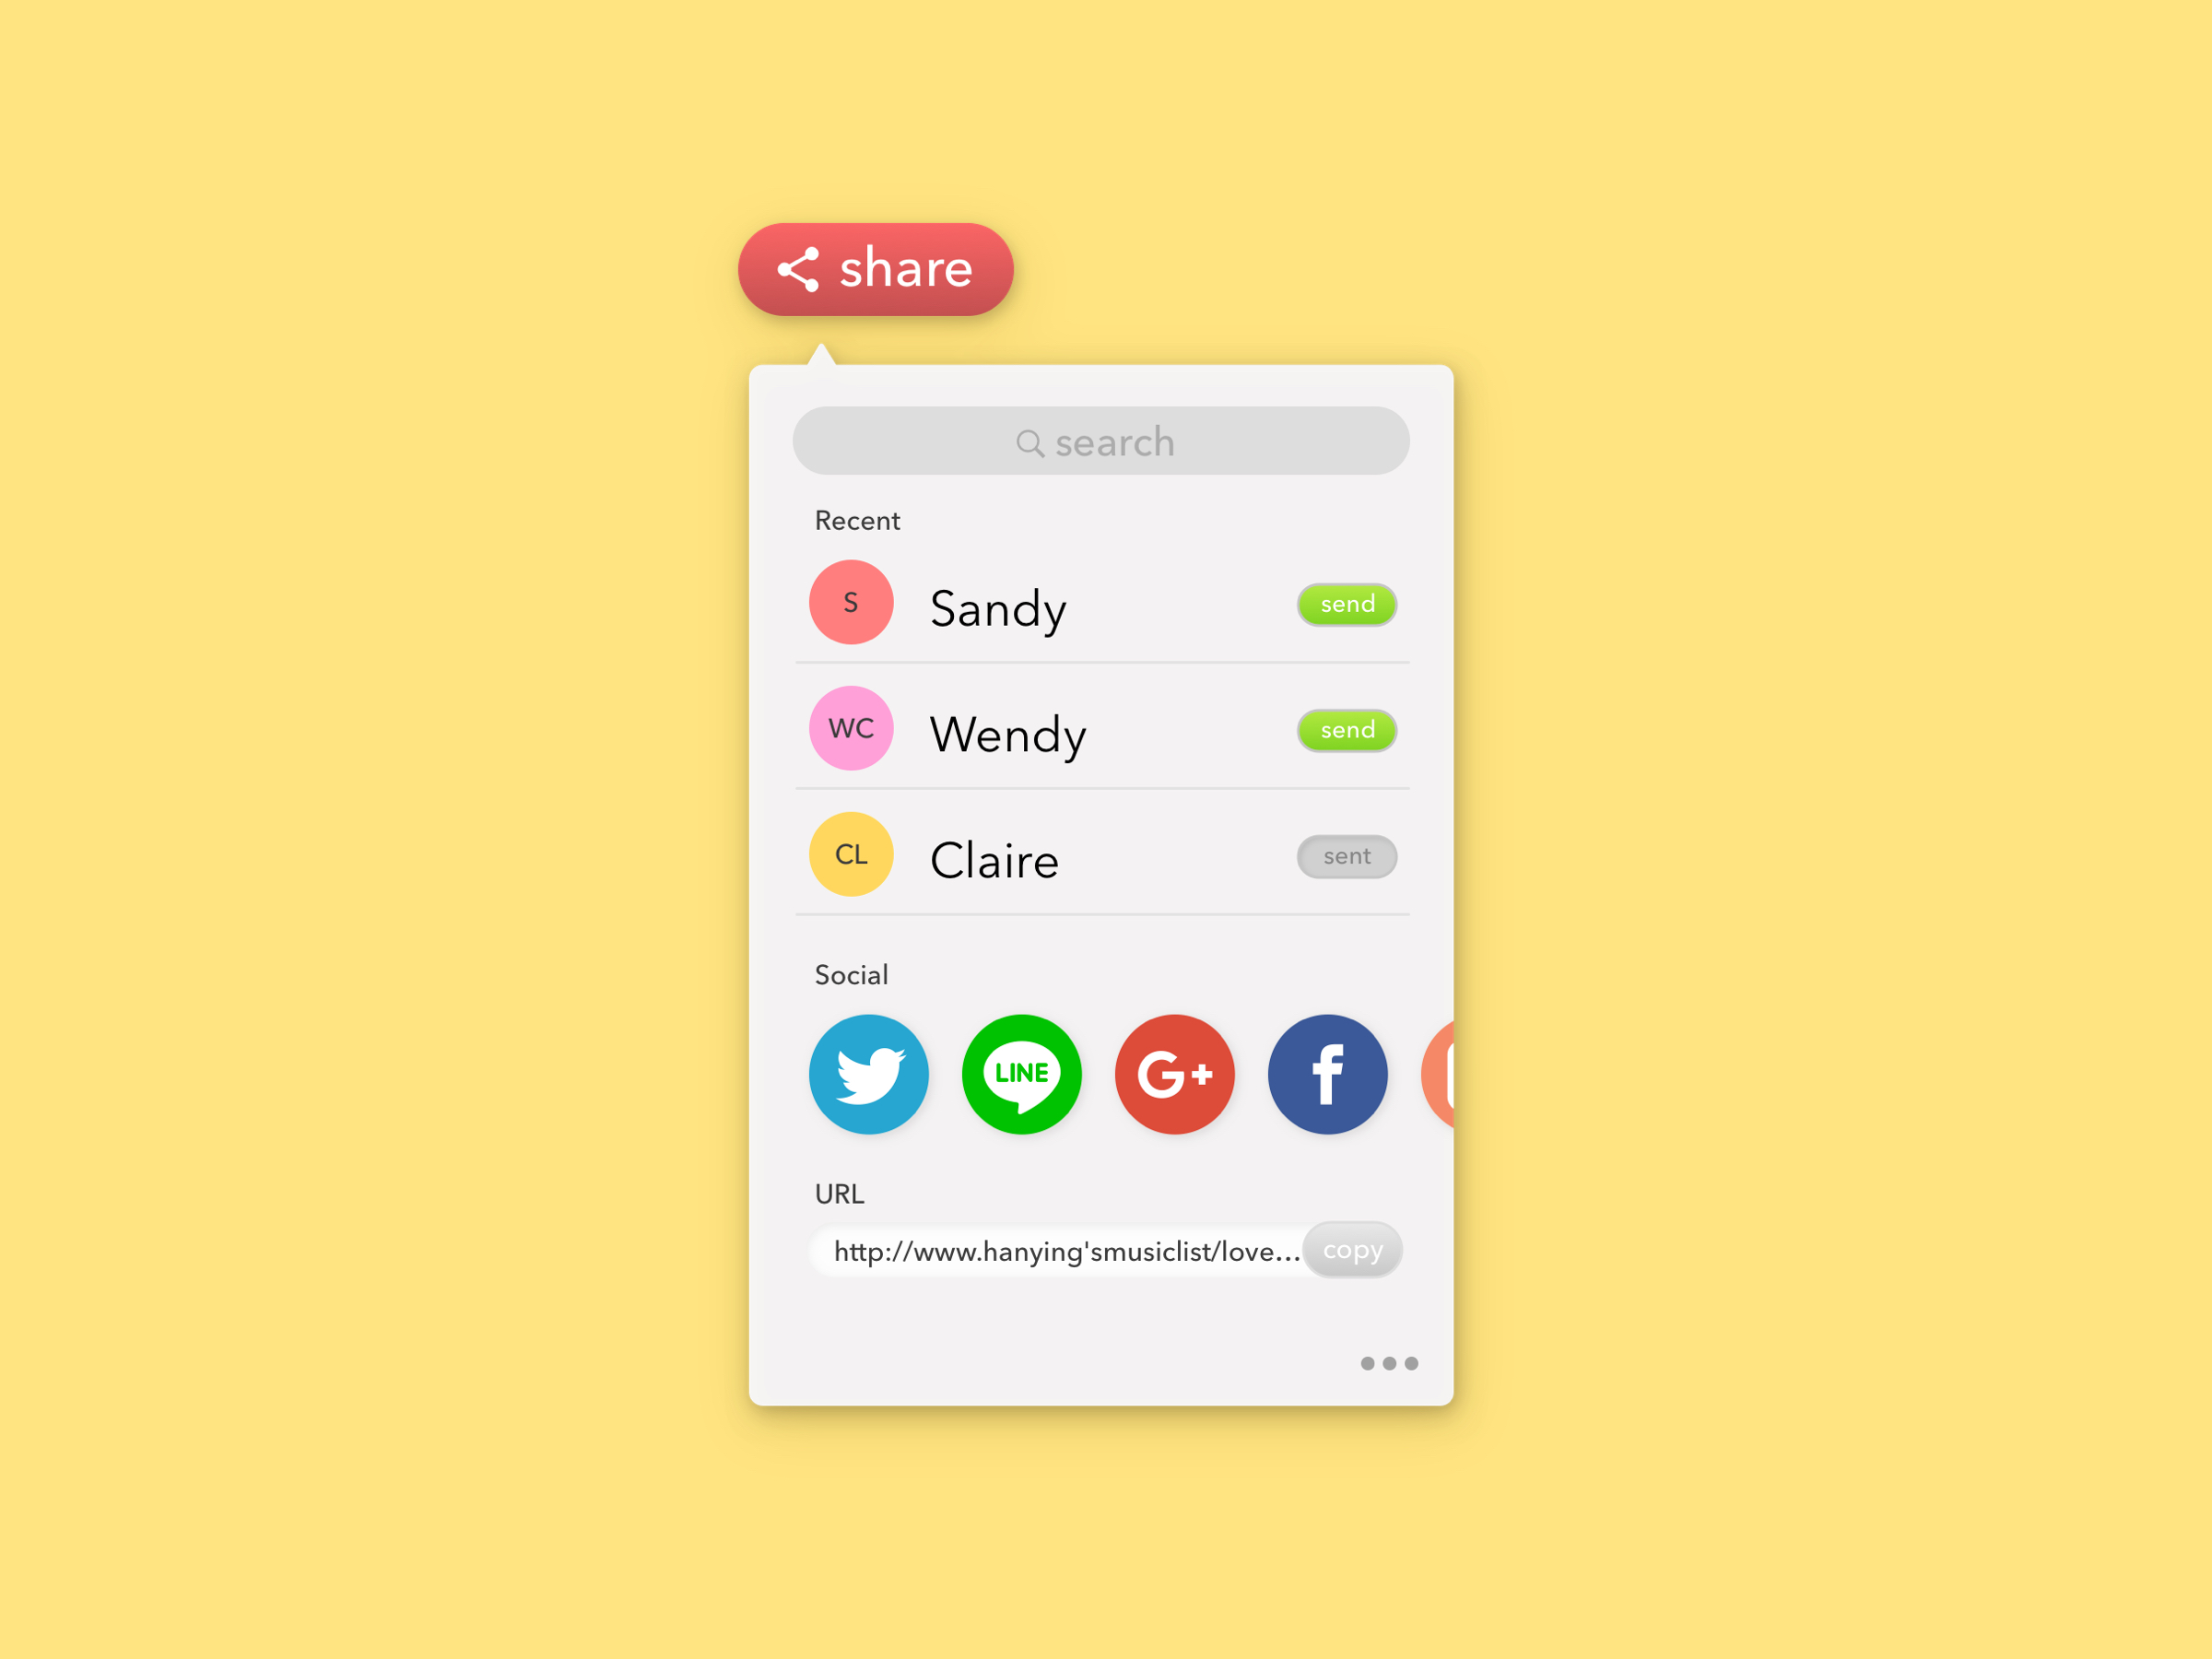 share
search
Recent
S Sandy send
WC Wendy send
CL Claire sent
Social
LINE G+ f
URL
http://www.hanying'smusiclist/love... copy